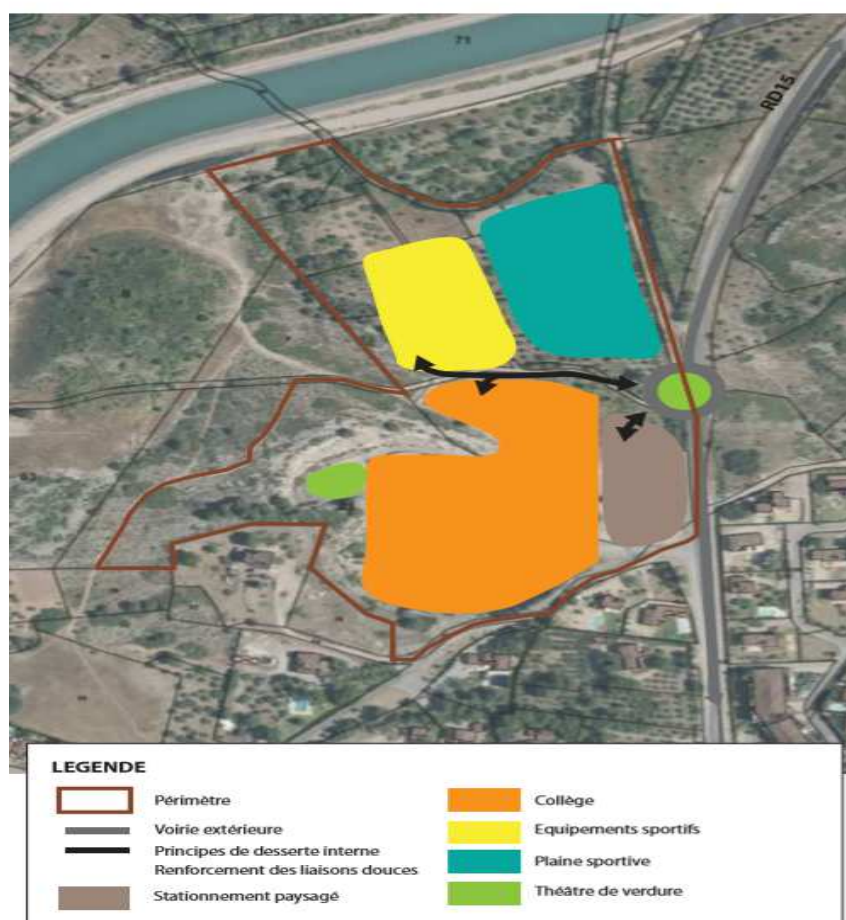 71
RD15
LEGENDE
Périmètre
Voirie extérieure
Principes de desserte interne
Renforcement des liaisons douces
Stationnement paysagé
Collège
Equipements sportifs
Plaine sportive
Théâtre de verdure